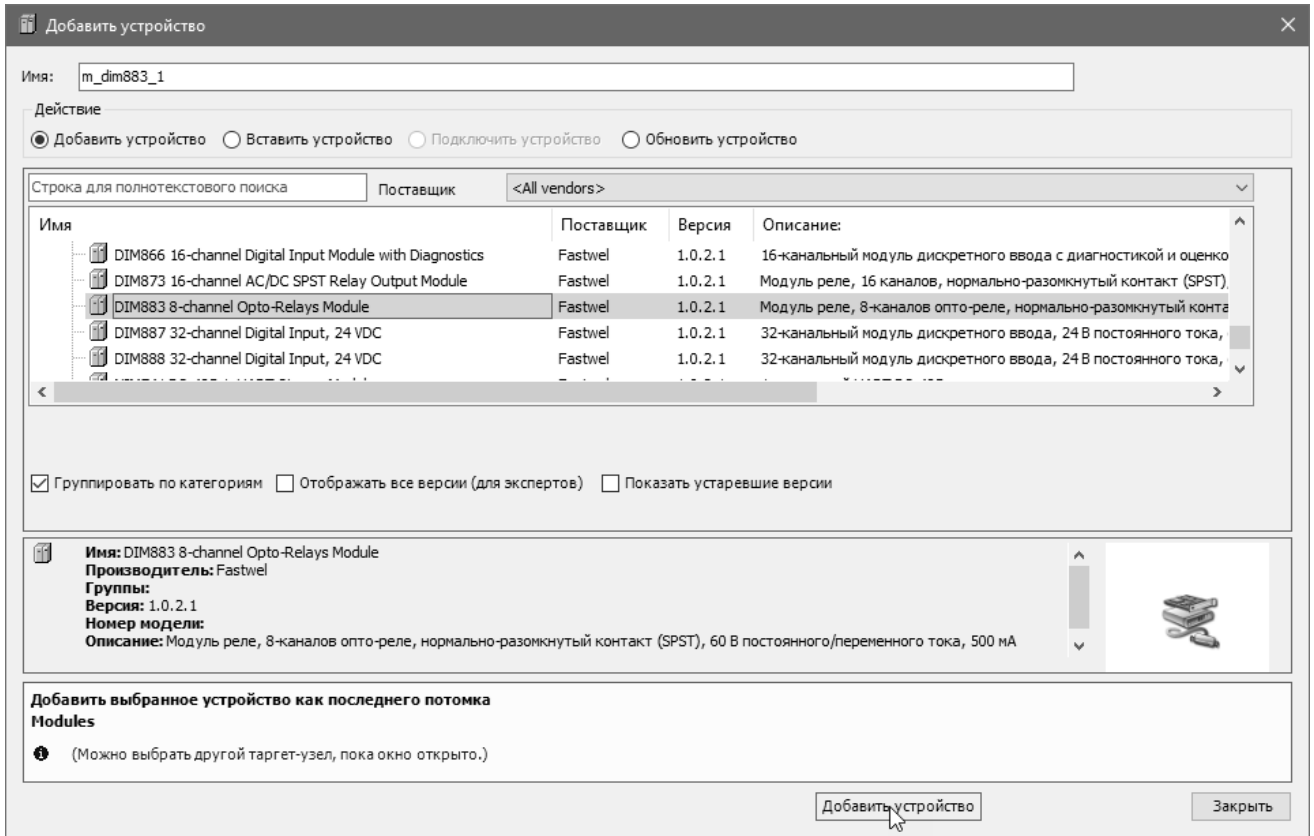 Добавить устройство
Имя: m_dim883_1
Действие
Добавить устройство Вставить устройство Подключить устройство Обновить устройство
Строка для полнотекстового поиска Поставщик <All vendors>
Имя Поставщик Версия Описание:
DIM866 16-channel Digital Input Module with Diagnostics Fastwel 1.0.2.1 16-канальный модуль дискретного ввода с диагностикой и оценко
DIM873 16-channel AC/DC SPST Relay Output Module Fastwel 1.0.2.1 Модуль реле, 16 каналов, нормально-разомкнутый контакт (SPST),
DIM883 8-channel Opto-Relays Module Fastwel 1.0.2.1 Модуль реле, 8-каналов опто-реле, нормально-разомкнутый конта
DIM887 32-channel Digital Input, 24 VDC Fastwel 1.0.2.1 32-канальный модуль дискретного ввода, 24 В постоянного тока,
DIM888 32-channel Digital Input, 24 VDC Fastwel 1.0.2.1 32-канальный модуль дискретного ввода, 24 В постоянного тока,
Группировать по категориям Отображать все версии (для экспертов) Показать устаревшие версии
Имя: DIM883 8-channel Opto-Relays Module
Производитель: Fastwel
Группы:
Версия: 1.0.2.1
Номер модели:
Описание: Модуль реле, 8-каналов опто-реле, нормально-разомкнутый контакт (SPST), 60 В постоянного/переменного тока, 500 мА
Добавить выбранное устройство как последнего потомка
Modules
(Можно выбрать другой таргет-узел, пока окно открыто.)
Добавить устройство Закрыть